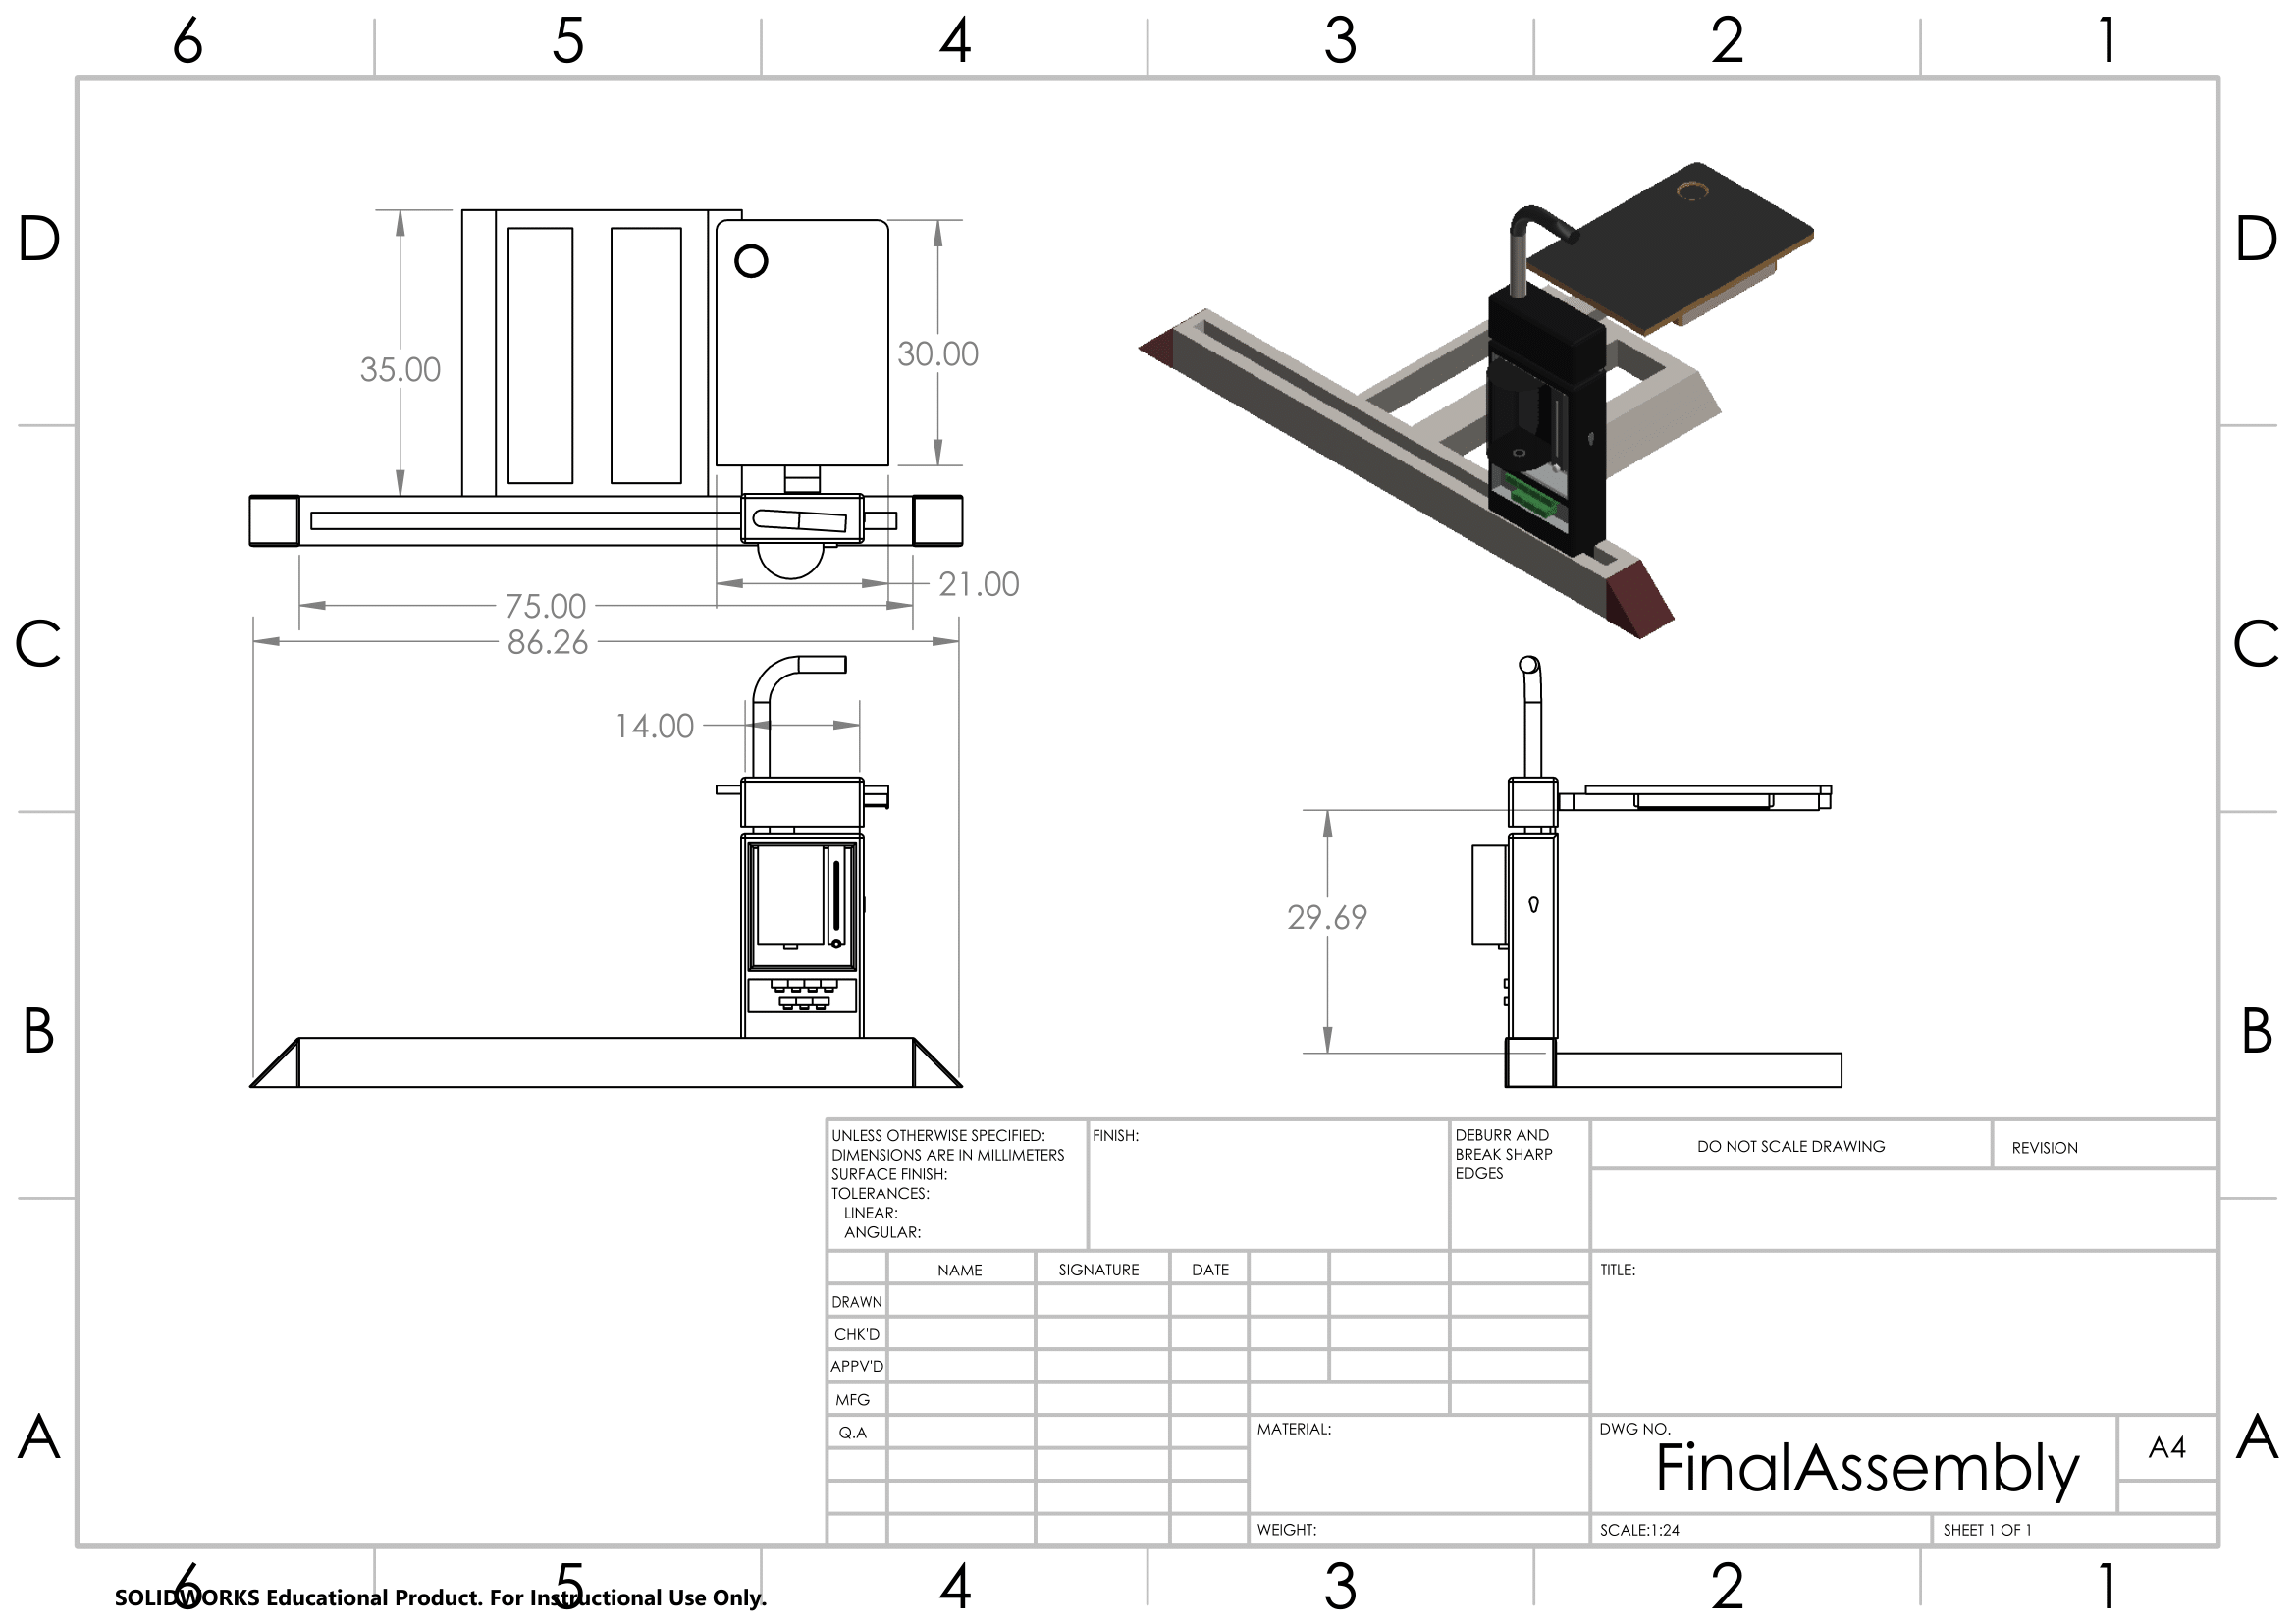 6 5 4 3 2 1
D D
35.00
30.00
21.00
75.00
86.26
C C
14.00
29.69
B B
UNLESS OTHERWISE SPECIFIED:
DIMENSIONS ARE IN MILLIMETERS
SURFACE FINISH:
TOLERANCES:
LINEAR:
ANGULAR:
FINISH:
DEBURR AND
BREAK SHARP
EDGES
DO NOT SCALE DRAWING
REVISION
NAME SIGNATURE DATE
DRAWN
CHK'D
APPV'D
MFG
Q.A
TITLE:
MATERIAL:
DWG NO.
FinalAssembly
A4
A A
WEIGHT:
SCALE:1:24
SHEET 1 OF 1
6 5 4 3 2 1
SOLIDWORKS Educational Product. For Instructional Use Only.